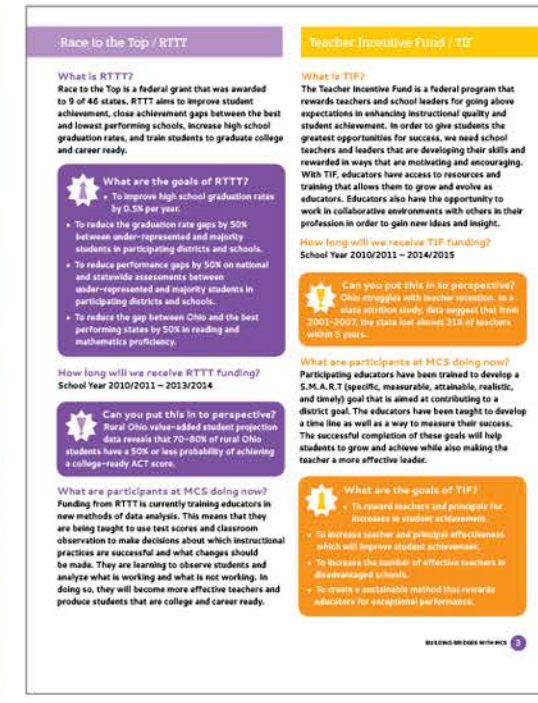 Race to the Top / RTTT
What is RTTT?
Race to the Top is a federal grant that was awarded
to 9 of 46 states. RTTT aims to improve student
achievement, close achievement gaps between the best
and lowest performing schools, increase high school
graduation rates, and train students to graduate college
and career ready.
What are the goals of RTTT?
• To improve high school graduation rates
by 0.5% per year.
• To reduce the graduation rate gaps by 50%
between under-represented and majority
students in participating districts and schools.
• To reduce performance gaps by 50% on national
and statewide assessments between
under-represented and majority students in
participating districts and schools.
• To reduce the gap between Ohio and the best
performing states by 50% in reading and
mathematics proficiency.
How long will we receive RTTT funding?
School Year 2010/2011 – 2013/2014
Can you put this in to perspective?
Rural Ohio value-added student projection
data reveals that 70-80% of rural Ohio
students have a 50% or less probability of achieving
a college-ready ACT score.
What are participants at MCS doing now?
Funding from RTTT is currently training educators in
new methods of data analysis. This means that they
are being taught to use test scores and classroom
observation to make decisions about which instructional
practices are successful and what changes should
be made. They are learning to observe students and
analyze what is working and what is not working. In
doing so, they will become more effective teachers and
produce students that are college and career ready.
Teacher Incentive Fund / TIF
What is TIF?
The Teacher Incentive Fund is a federal program that
rewards teachers and school leaders for going above
expectations in enhancing instructional quality and
student achievement. In order to give students the
greatest opportunities for success, we need school
teachers and leaders that are developing their skills and
rewarded in ways that are motivating and encouraging.
With TIF, educators have access to resources and
training that allows them to grow and evolve as
educators. Educators also have the opportunity to
work in collaborative environments with others in their
profession in order to gain new ideas and insight.
How long will we receive TIF funding?
School Year 2010/2011 – 2014/2015
Can you put this in to perspective?
Ohio struggles with teacher retention. In a
state attrition study, data suggest that from
2001-2007, the state lost almost 31% of teachers
within 5 years.
What are participants at MCS doing now?
Participating educators have been trained to develop a
S.M.A.R.T (specific, measurable, attainable, realistic,
and timely) goal that is aimed at contributing to a
district goal. The educators have been taught to develop
a time line as well as a way to measure their success.
The successful completion of these goals will help
students to grow and achieve while also making the
teacher a more effective leader.
What are the goals of TIF?
• To reward teachers and principals for
increases in student achievement.
• To increase teacher and principal effectiveness
which will improve student achievement.
• To increase the number of effective teachers in
disadvantaged schools.
• To create a sustainable method that rewards
educators for exceptional performance.
BUILDING BRIDGES WITH MCS 3